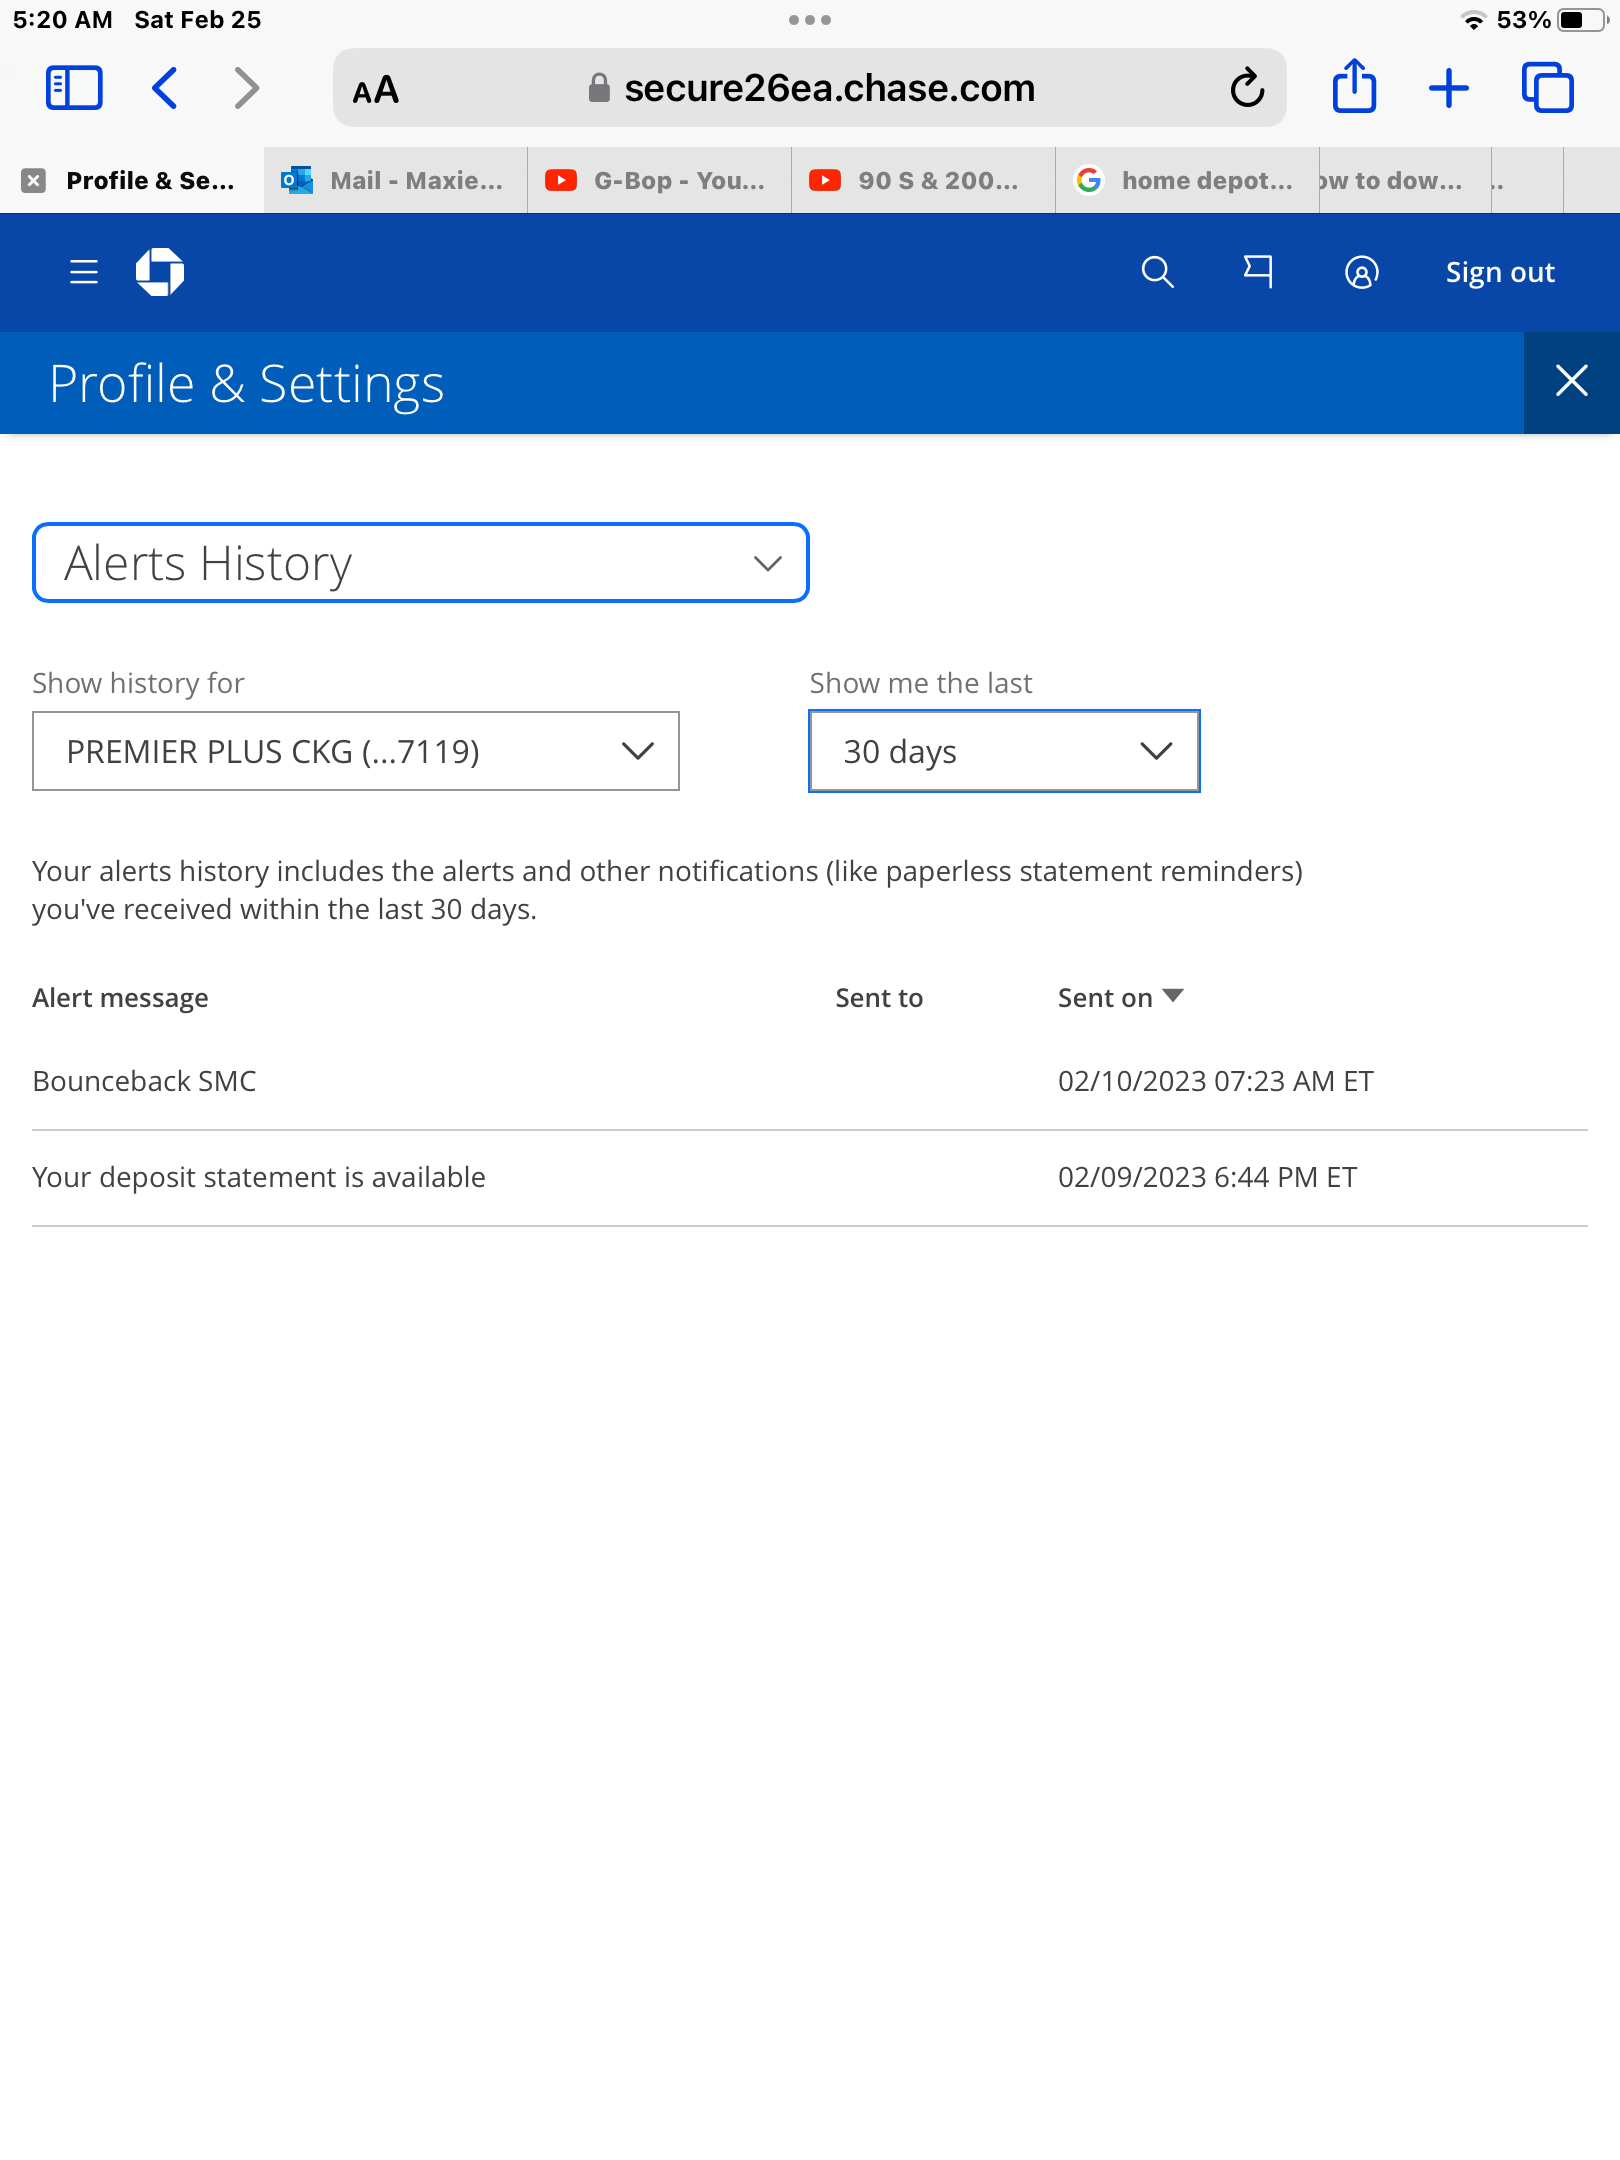 5:20 AM Sat Feb 25
53%
AA
secure26ea.chase.com
Profile & Se...
Mail - Maxie...
G-Bop - You...
90 S & 200...
home depot...
ow to dow...
..
Sign out
Profile & Settings
Alerts History
Show history for
Show me the last
PREMIER PLUS CKG (...7119)
30 days
Your alerts history includes the alerts and other notifications (like paperless statement reminders)
you've received within the last 30 days.
Alert message
Sent to
Sent on
Bounceback SMC
02/10/2023 07:23 AM ET
Your deposit statement is available
02/09/2023 6:44 PM ET